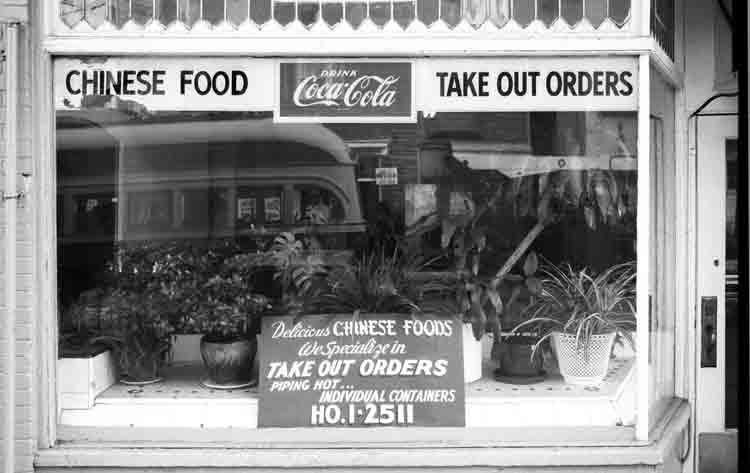 CHINESE FOOD
DRINK
Coca-Cola
TAKE OUT ORDERS
Delicious CHINESE FOODS
We Specialize in
TAKE OUT ORDERS
PIPING HOT...
INDIVIDUAL CONTAINERS
HO.1-2511